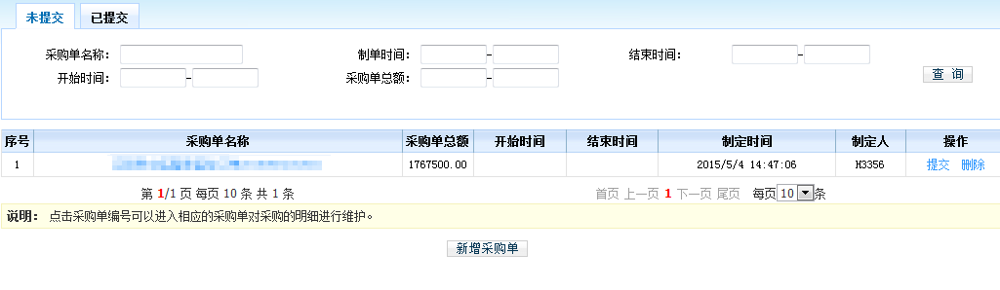 未提交 已提交
采购单名称： 制单时间： - 结束时间： -
开始时间： - 采购单总额： - 查 询
序号 采购单名称 采购单总额 开始时间 结束时间 制定时间 制定人 操作
1 1767500.00 2015/5/4 14:47:06 H3356 提交 删除
第 1/1 页 每页 10 条 共 1 条 首页 上一页 1 下一页 尾页 每页 10 条
说明： 点击采购单编号可以进入相应的采购单对采购的明细进行维护。
新增采购单